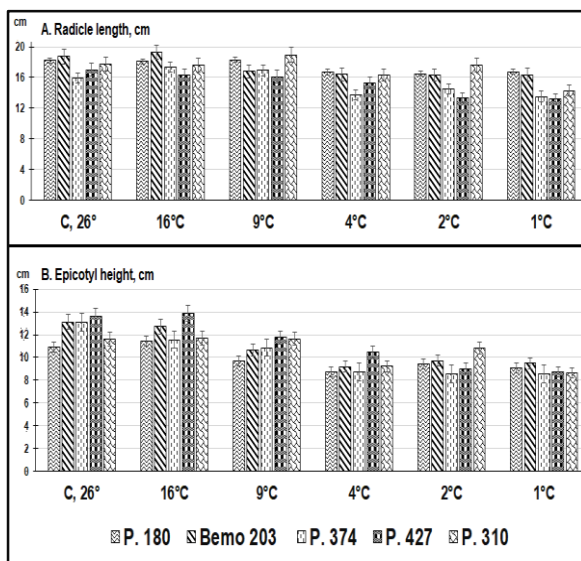 cm
A. Radicle length, cm
20
16
12
8
4
0
C, 26° 16°C 9°C 4°C 2°C 1°C
cm
B. Epicotyl height, cm
16
14
12
10
8
6
4
2
0
C, 26° 16°C 9°C 4°C 2°C 1°C
P. 180 Bemo 203 P. 374 P. 427 P. 310